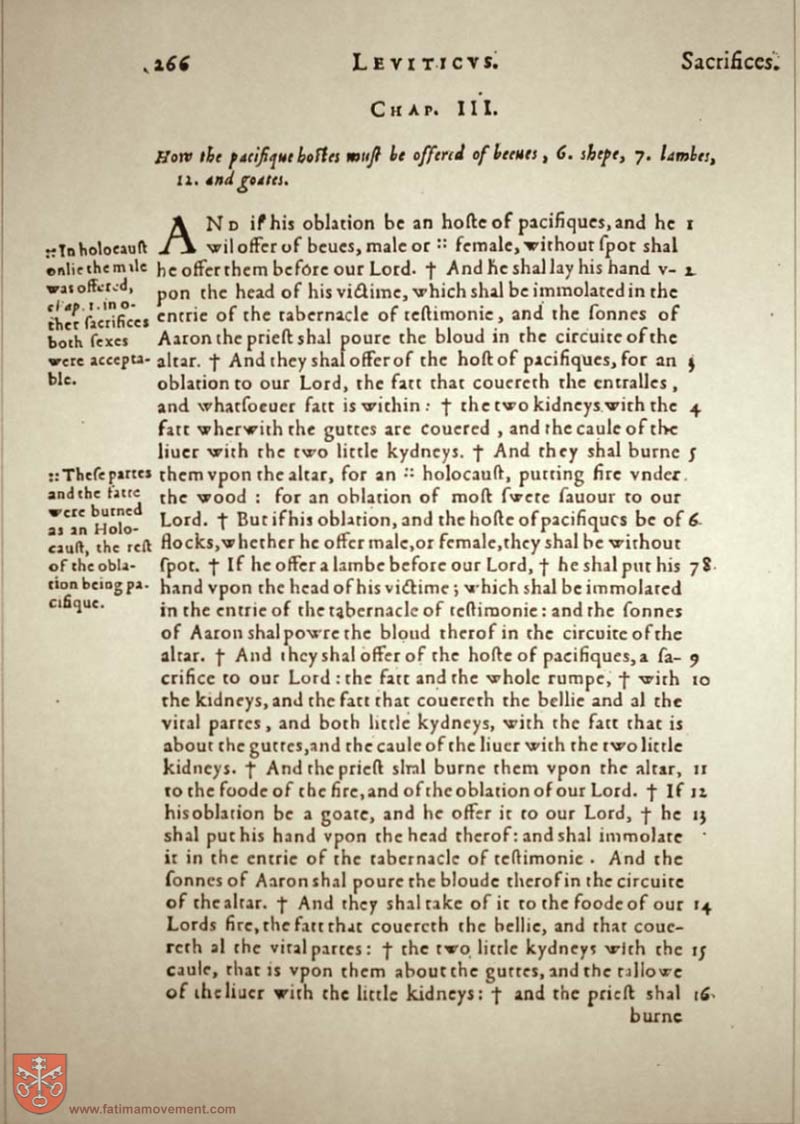 266 LEVITICVS. Sacrifices.
CHAP. III.
How the pacifique hoſtes muſt be offered of beeues, 6. shepe, 7. lambes,
12. and goates.
AND if his oblation be an hoſte of pacifiques, and he 1
wil offer of beues, male or :: female, without ſpot shal
he offer them before our Lord. † And he shal lay his hand v- 2
pon the head of his victime, which shal be immolated in the
entrie of the tabernacle of teſtimonie, and the ſonnes of
Aaron the prieſt shal poure the bloud in the circuite of the
altar. † And they shal offer of the hoſt of pacifiques, for an 3
oblation to our Lord, the fatt that couereth the entralles,
and whatſoeuer fatt is within: † the two kidneys with the 4
fatt wherwith the guttes are couered, and the caule of the
liuer with the two little kydneys. † And they shal burne 5
them vpon the altar, for an :: holocauſt, putting fire vnder
the wood : for an oblation of moſt ſwete ſauour to our
Lord. † But if his oblation, and the hoſte of pacifiques be of 6
flocks, whether he offer male, or female, they shal be without
ſpot. † If he offer a lambe before our Lord, † he shal put his 7 8
hand vpon the head of his victime; which shal be immolated
in the entrie of the tabernacle of teſtimonie: and the ſonnes
of Aaron shal powre the bloud therof in the circuite of the
altar. † And they shal offer of the hoſte of pacifiques, a ſa- 9
crifice to our Lord: the fatt and the whole rumpe, † with 10
the kidneys, and the fatt that couereth the bellie and al the
vital partes, and both little kydneys, with the fatt that is
about the guttes, and the caule of the liuer with the two little
kidneys. † And the prieſt shal burne them vpon the altar, 11
to the foode of the fire, and of the oblation of our Lord. † If 12
his oblation be a goate, and he offer it to our Lord, † he 13
shal put his hand vpon the head therof: and shal immolate
it in the entrie of the tabernacle of teſtimonie. And the
ſonnes of Aaron shal poure the bloude therof in the circuite
of the altar. † And they shal take of it to the foode of our 14
Lords fire, the fatt that couereth the bellie, and that coue-
reth al the vital partes: † the two little kydneys with the 15
caule, that is vpon them about the guttes, and the tallowe
of the liuer with the little kidneys: † and the prieſt shal 16
burne
:: In holocauſt
onlie the male
was offered,
chap. 1. in o-
ther ſacrifices
both ſexes
were accepta-
ble.
:: Theſe partes
and the fatte
were burned
as an Holo-
cauſt, the reſt
of the obla-
tion being pa-
cifique.
www.fatimamovement.com